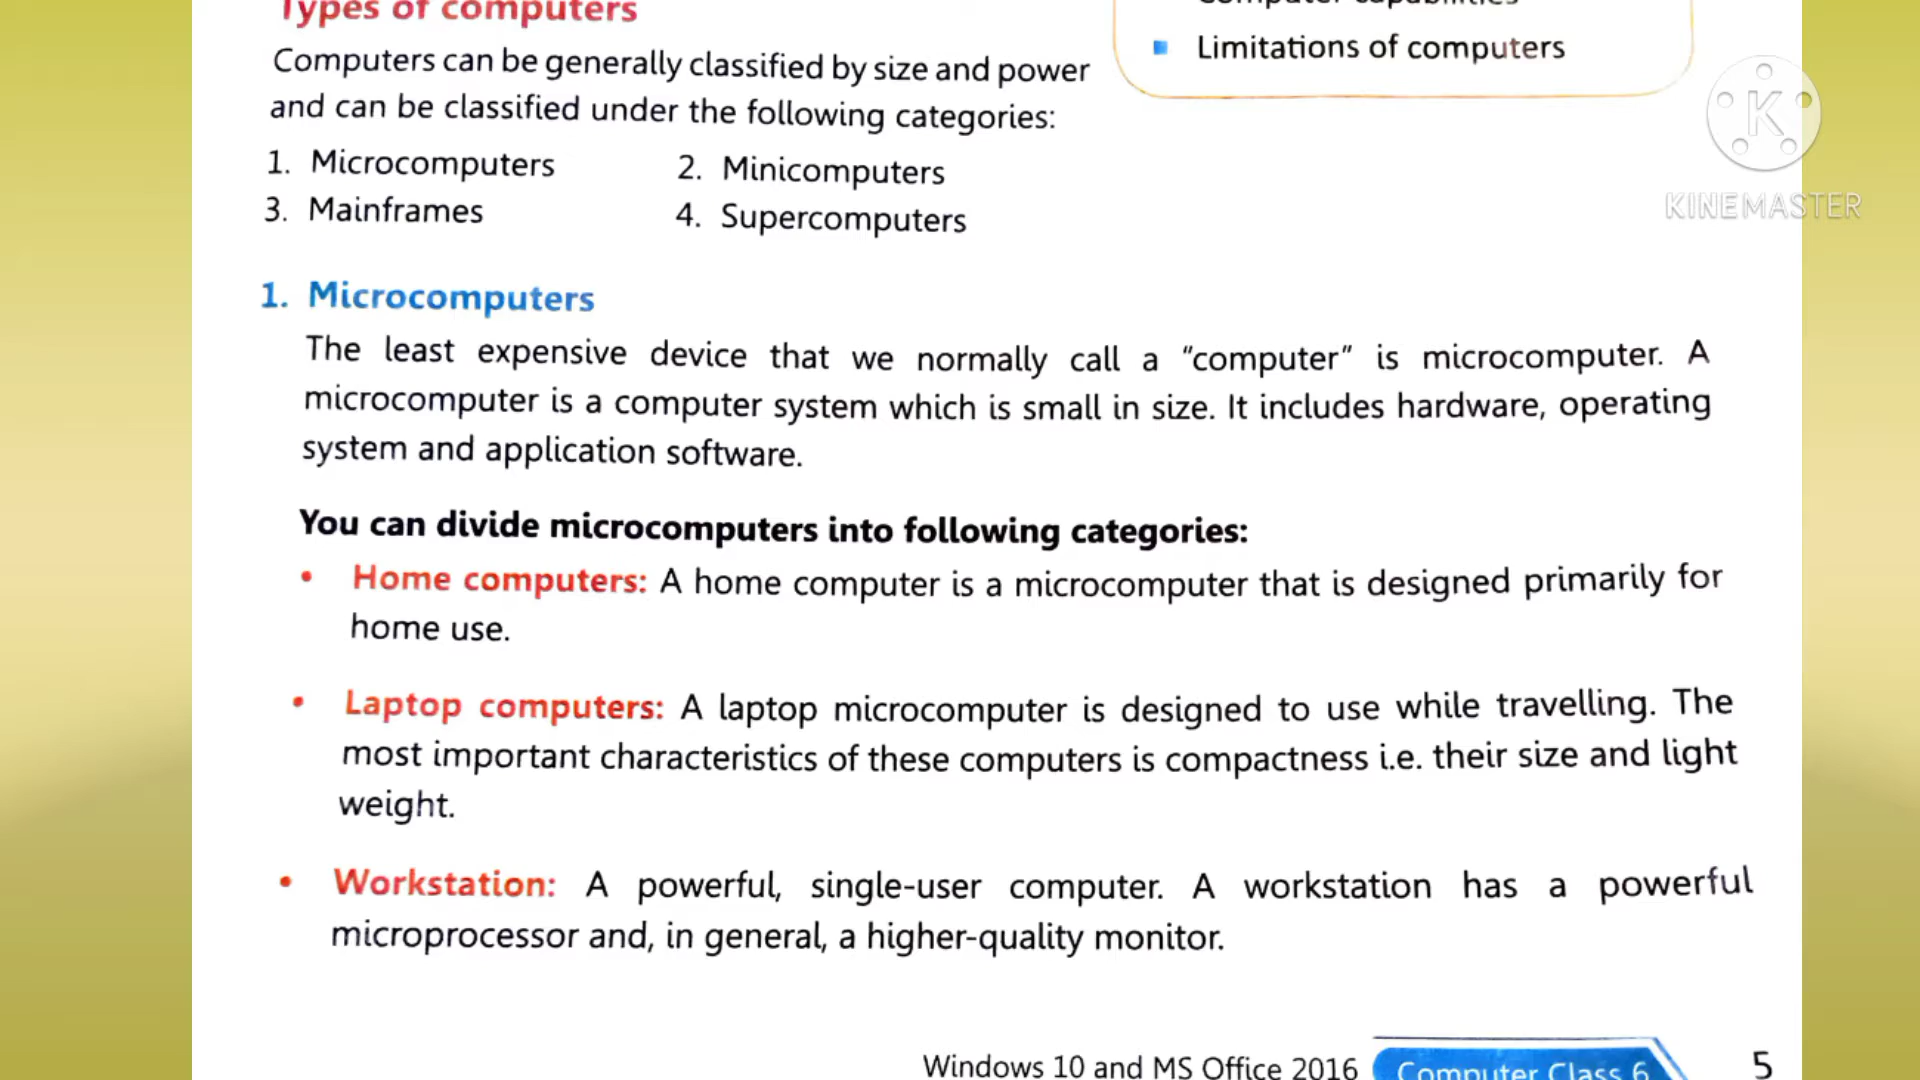 Types of computers
Computers can be generally classified by size and power
and can be classified under the following categories:
1. Microcomputers 2. Minicomputers
3. Mainframes 4. Supercomputers
Computer capabilities
Limitations of computers
KINEMASTER
1. Microcomputers
The least expensive device that we normally call a “computer” is microcomputer. A
microcomputer is a computer system which is small in size. It includes hardware, operating
system and application software.
You can divide microcomputers into following categories:
• Home computers: A home computer is a microcomputer that is designed primarily for
home use.
• Laptop computers: A laptop microcomputer is designed to use while travelling. The
most important characteristics of these computers is compactness i.e. their size and light
weight.
• Workstation: A powerful, single-user computer. A workstation has a powerful
microprocessor and, in general, a higher-quality monitor.
Windows 10 and MS Office 2016 Computer Class 6 5